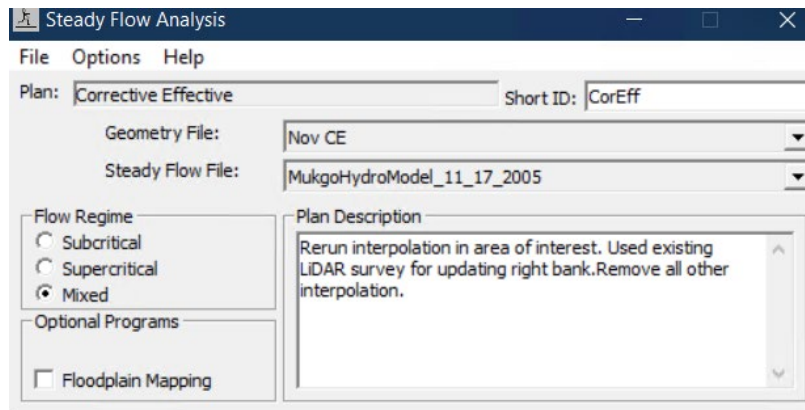 Steady Flow Analysis
File Options Help
Plan: Corrective Effective Short ID: CorEff
Geometry File: Nov CE
Steady Flow File: MukgoHydroModel_11_17_2005
Flow Regime
Subcritical
Supercritical
Mixed
Optional Programs
Floodplain Mapping
Plan Description
Rerun interpolation in area of interest. Used existing
LiDAR survey for updating right bank.Remove all other
interpolation.